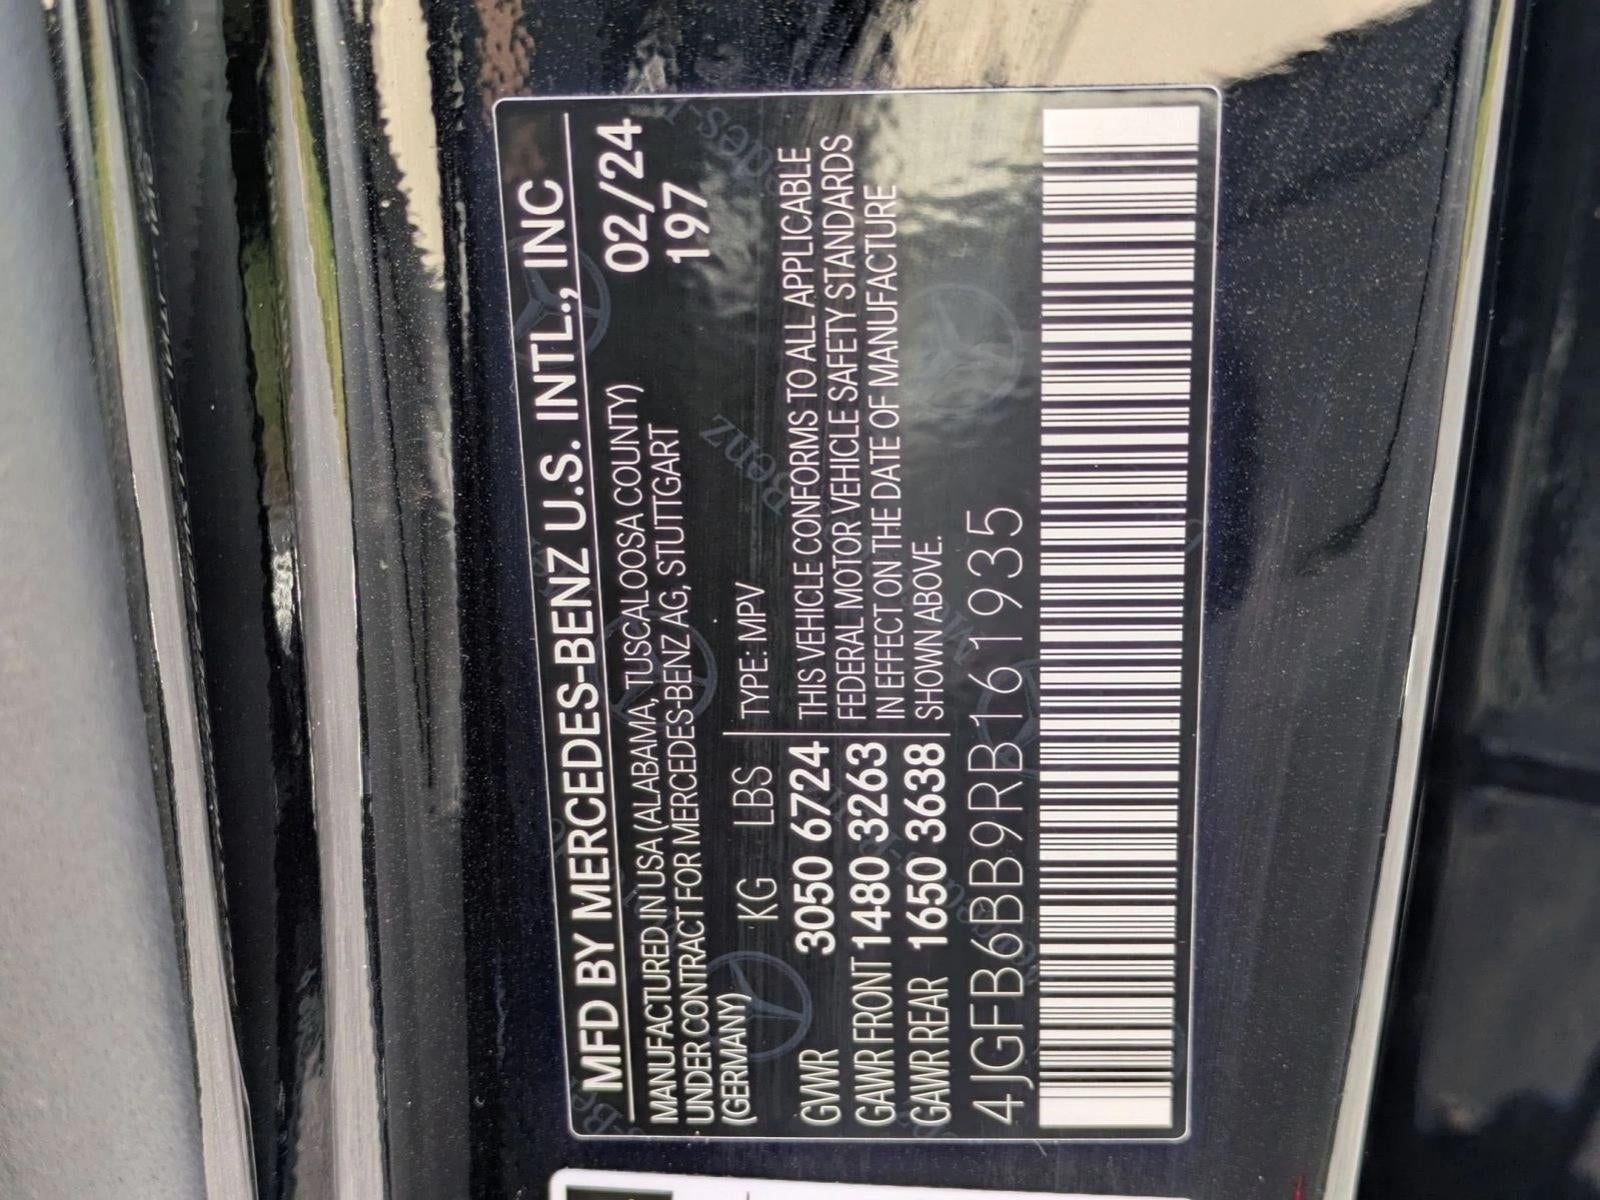 MFD BY MERCEDES-BENZ U.S. INTL., INC
MANUFACTURED IN USA (ALABAMA, TUSCALOOSA COUNTY) 02/24
UNDER CONTRACT FOR MERCEDES-BENZ AG, STUTTGART 197
(GERMANY) KG LBS TYPE: MPV
GVWR 3050 6724 THIS VEHICLE CONFORMS TO ALL APPLICABLE
GAWR FRONT 1480 3263 FEDERAL MOTOR VEHICLE SAFETY STANDARDS
GAWR REAR 1650 3638 IN EFFECT ON THE DATE OF MANUFACTURE
SHOWN ABOVE.
4JGFB6BB9RB161935